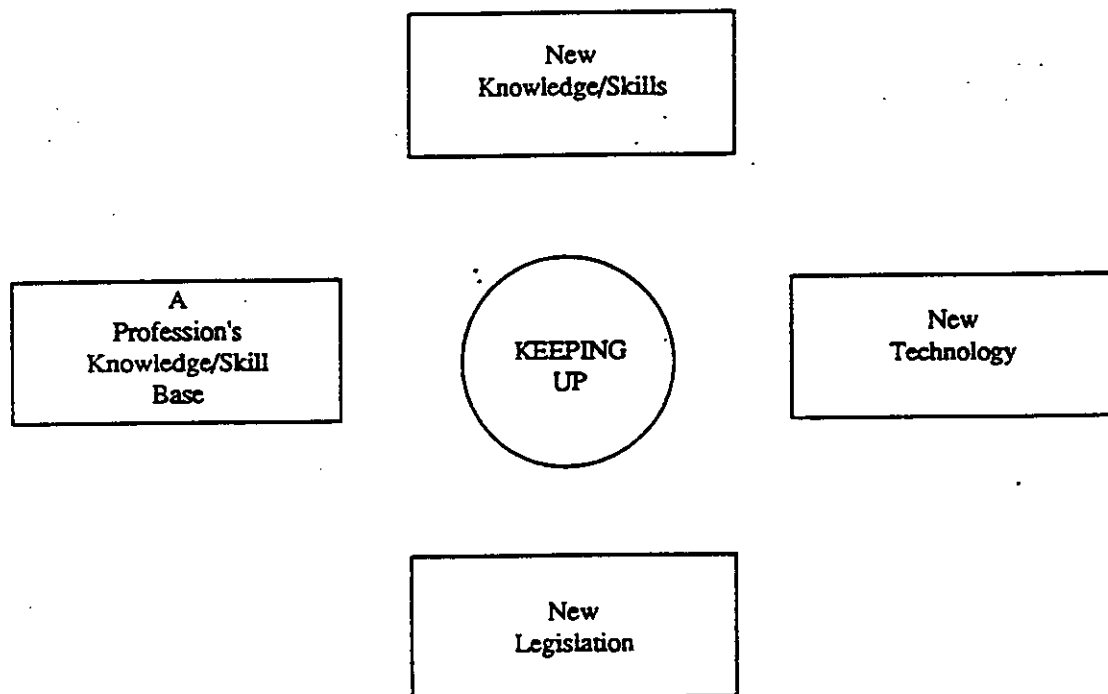 New
Knowledge/Skills
A
Profession's
Knowledge/Skill
Base
KEEPING
UP
New
Technology
New
Legislation